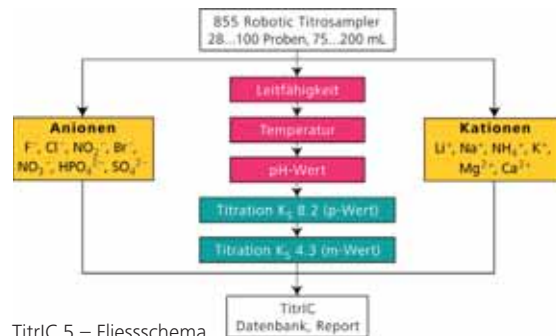 855 Robotic Titrosampler
28...100 Proben, 75...200 mL
Leitfähigkeit
Temperatur
pH-Wert
Titration K_S 8.2 (p-Wert)
Titration K_S 4.3 (m-Wert)
Anionen
F⁻, Cl⁻, NO₂⁻, Br⁻,
NO₃⁻, HPO₄²⁻, SO₄²⁻
Kationen
Li⁺, Na⁺, NH₄⁺, K⁺,
Mg²⁺, Ca²⁺
TitrIC
Datenbank, Report
TitrIC 5 – Fliessschema